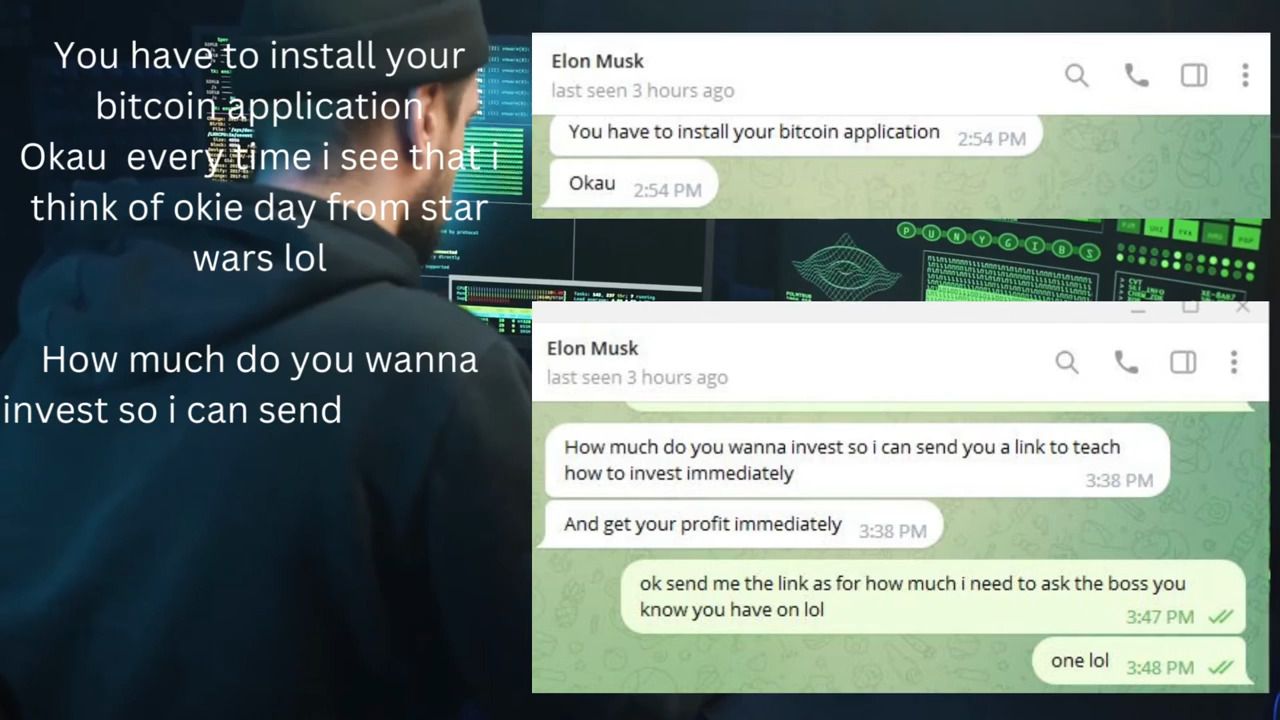 You have to install your
bitcoin application
Okau every time i see that i
think of okie day from star
wars lol
How much do you wanna
invest so i can send
Elon Musk
last seen 3 hours ago
You have to install your bitcoin application 2:54 PM
Okau 2:54 PM
PUNYGIBS
Elon Musk
last seen 3 hours ago
How much do you wanna invest so i can send you a link to teach
how to invest immediately
3:38 PM
And get your profit immediately 3:38 PM
ok send me the link as for how much i need to ask the boss you
know you have on lol
3:47 PM
one lol 3:48 PM